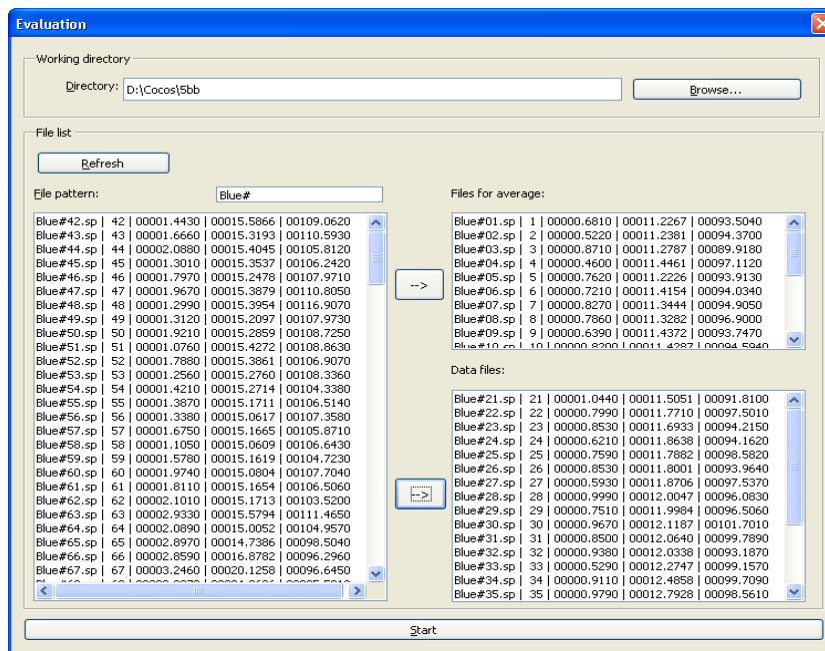 Evaluation
Working directory
Directory: D:\Cocos\5bb
Browse...
File list
Refresh
File pattern: Blue#
Blue#42.sp | 42 | 00001.4430 | 00015.5866 | 00109.0620
Blue#43.sp | 43 | 00001.6660 | 00015.3193 | 00110.5930
Blue#44.sp | 44 | 00002.0880 | 00015.4045 | 00105.8120
Blue#45.sp | 45 | 00001.3010 | 00015.3537 | 00106.2420
Blue#46.sp | 46 | 00001.7970 | 00015.2478 | 00107.9710
Blue#47.sp | 47 | 00001.9670 | 00015.3879 | 00110.8050
Blue#48.sp | 48 | 00001.2990 | 00015.3954 | 00116.9070
Blue#49.sp | 49 | 00001.3120 | 00015.2097 | 00107.9730
Blue#50.sp | 50 | 00001.9210 | 00015.2859 | 00108.7250
Blue#51.sp | 51 | 00001.0760 | 00015.4272 | 00108.8630
Blue#52.sp | 52 | 00001.7880 | 00015.3861 | 00106.9070
Blue#53.sp | 53 | 00001.2560 | 00015.2760 | 00108.3360
Blue#54.sp | 54 | 00001.4210 | 00015.2714 | 00104.3380
Blue#55.sp | 55 | 00001.3870 | 00015.1711 | 00106.5140
Blue#56.sp | 56 | 00001.3380 | 00015.0617 | 00107.3580
Blue#57.sp | 57 | 00001.6750 | 00015.1665 | 00105.8710
Blue#58.sp | 58 | 00001.1050 | 00015.0609 | 00106.6430
Blue#59.sp | 59 | 00001.5780 | 00015.1619 | 00104.7230
Blue#60.sp | 60 | 00001.9740 | 00015.0804 | 00107.7040
Blue#61.sp | 61 | 00001.8110 | 00015.1654 | 00106.5060
Blue#62.sp | 62 | 00002.1010 | 00015.1713 | 00103.5200
Blue#63.sp | 63 | 00002.9330 | 00015.5794 | 00111.4650
Blue#64.sp | 64 | 00002.0890 | 00015.0052 | 00104.9570
Blue#65.sp | 65 | 00002.8970 | 00014.7386 | 00098.5040
Blue#66.sp | 66 | 00002.8590 | 00016.8782 | 00096.2960
Blue#67.sp | 67 | 00003.2460 | 00020.1258 | 00096.6450
-->
-->
Files for average:
Blue#01.sp | 1 | 00000.6810 | 00011.2267 | 00093.5040
Blue#02.sp | 2 | 00000.5220 | 00011.2381 | 00094.3700
Blue#03.sp | 3 | 00000.8710 | 00011.2787 | 00089.9180
Blue#04.sp | 4 | 00000.4600 | 00011.4461 | 00097.1120
Blue#05.sp | 5 | 00000.7620 | 00011.2226 | 00093.9130
Blue#06.sp | 6 | 00000.7210 | 00011.4154 | 00094.0340
Blue#07.sp | 7 | 00000.8270 | 00011.3444 | 00094.9050
Blue#08.sp | 8 | 00000.7860 | 00011.3282 | 00096.9000
Blue#09.sp | 9 | 00000.6390 | 00011.4372 | 00093.7470
Blue#10.sp | 10 | 00000.8200 | 00011.4287 | 00094.5940
Data files:
Blue#21.sp | 21 | 00001.0440 | 00011.5051 | 00091.8100
Blue#22.sp | 22 | 00000.7990 | 00011.7710 | 00097.5010
Blue#23.sp | 23 | 00000.8530 | 00011.6933 | 00094.2150
Blue#24.sp | 24 | 00000.6210 | 00011.8638 | 00094.1620
Blue#25.sp | 25 | 00000.7590 | 00011.7882 | 00098.5820
Blue#26.sp | 26 | 00000.8530 | 00011.8001 | 00093.9640
Blue#27.sp | 27 | 00000.5930 | 00011.8706 | 00097.5370
Blue#28.sp | 28 | 00000.9990 | 00012.0047 | 00096.0830
Blue#29.sp | 29 | 00000.7510 | 00011.9984 | 00096.5060
Blue#30.sp | 30 | 00000.9670 | 00012.1187 | 00101.7010
Blue#31.sp | 31 | 00000.8500 | 00012.0640 | 00099.7890
Blue#32.sp | 32 | 00000.9380 | 00012.0338 | 00093.1870
Blue#33.sp | 33 | 00000.5290 | 00012.2747 | 00099.1570
Blue#34.sp | 34 | 00000.9110 | 00012.4858 | 00099.7090
Blue#35.sp | 35 | 00000.9790 | 00012.7928 | 00098.5610
Start